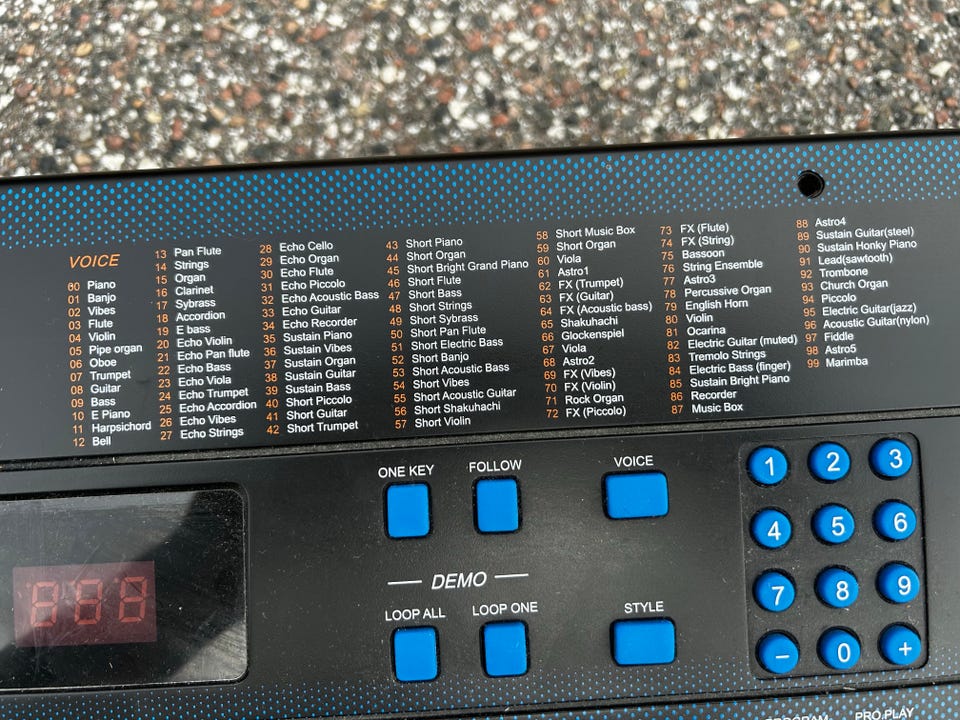 VOICE
00 Piano
01 Banjo
02 Vibes
03 Flute
04 Violin
05 Pipe organ
06 Oboe
07 Trumpet
08 Guitar
09 Bass
10 E Piano
11 Harpsichord
12 Bell
13 Pan Flute
14 Strings
15 Organ
16 Clarinet
17 Sybrass
18 Accordion
19 E bass
20 Echo Violin
21 Echo Pan flute
22 Echo Bass
23 Echo Viola
24 Echo Trumpet
25 Echo Accordion
26 Echo Vibes
27 Echo Strings
28 Echo Cello
29 Echo Organ
30 Echo Flute
31 Echo Piccolo
32 Echo Acoustic Bass
33 Echo Guitar
34 Echo Recorder
35 Sustain Piano
36 Sustain Vibes
37 Sustain Organ
38 Sustain Guitar
39 Sustain Bass
40 Short Piccolo
41 Short Guitar
42 Short Trumpet
43 Short Piano
44 Short Organ
45 Short Bright Grand Piano
46 Short Flute
47 Short Bass
48 Short Strings
49 Short Sybrass
50 Short Pan Flute
51 Short Electric Bass
52 Short Banjo
53 Short Acoustic Bass
54 Short Vibes
55 Short Acoustic Guitar
56 Short Shakuhachi
57 Short Violin
58 Short Music Box
59 Short Organ
60 Viola
61 Astro1
62 FX (Trumpet)
63 FX (Guitar)
64 FX (Acoustic bass)
65 Shakuhachi
66 Glockenspiel
67 Viola
68 Astro2
69 FX (Vibes)
70 FX (Violin)
71 Rock Organ
72 FX (Piccolo)
73 FX (Flute)
74 FX (String)
75 Bassoon
76 String Ensemble
77 Astro3
78 Percussive Organ
79 English Horn
80 Violin
81 Ocarina
82 Electric Guitar (muted)
83 Tremolo Strings
84 Electric Bass (finger)
85 Sustain Bright Piano
86 Recorder
87 Music Box
88 Astro4
89 Sustain Guitar(steel)
90 Sustain Honky Piano
91 Lead(sawtooth)
92 Trombone
93 Church Organ
94 Piccolo
95 Electric Guitar(jazz)
96 Acoustic Guitar(nylon)
97 Fiddle
98 Astro5
99 Marimba
ONE KEY
FOLLOW
VOICE
DEMO
LOOP ALL
LOOP ONE
STYLE
1 2 3
4 5 6
7 8 9
– 0 +
888
PROGRAM
PRO.PLAY